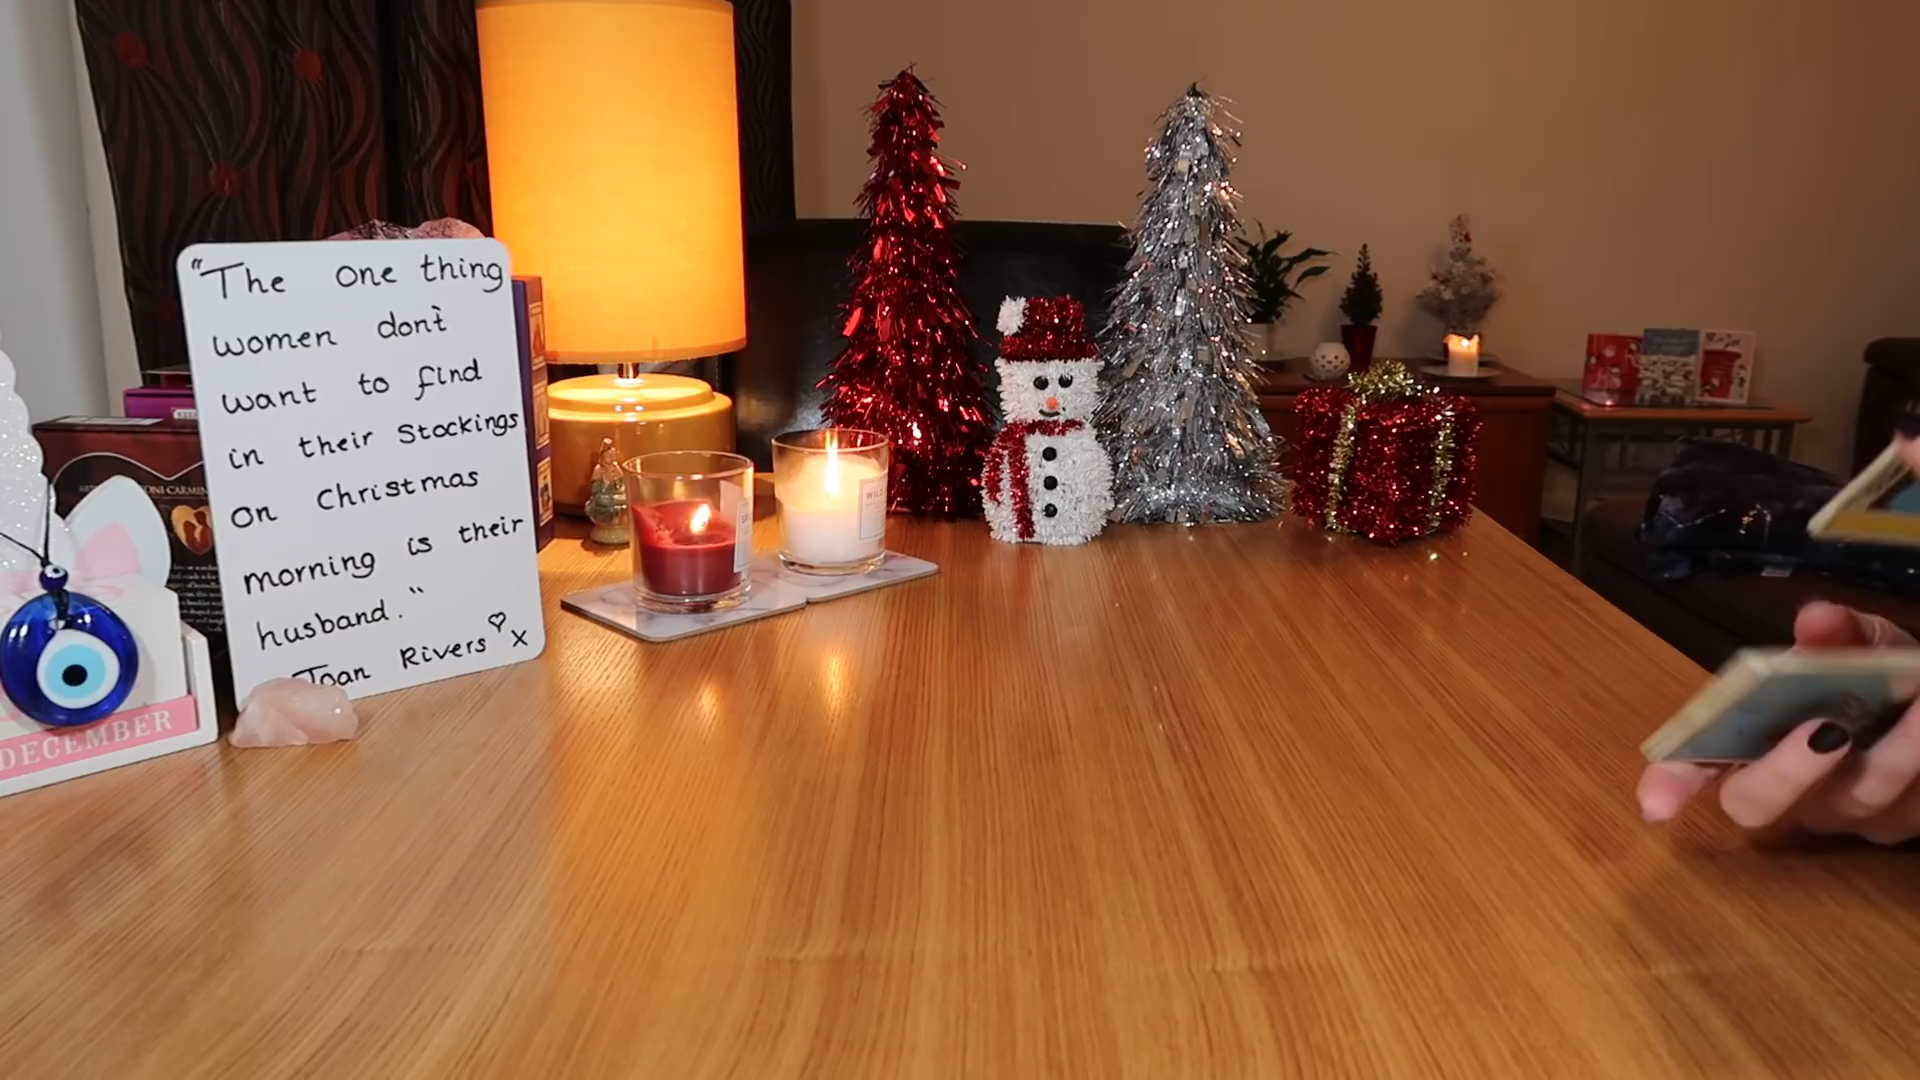 "The one thing
women don't
want to find
in their stockings
on Christmas
morning is their
husband."
Joan Rivers ♡ x
DECEMBER
WILD